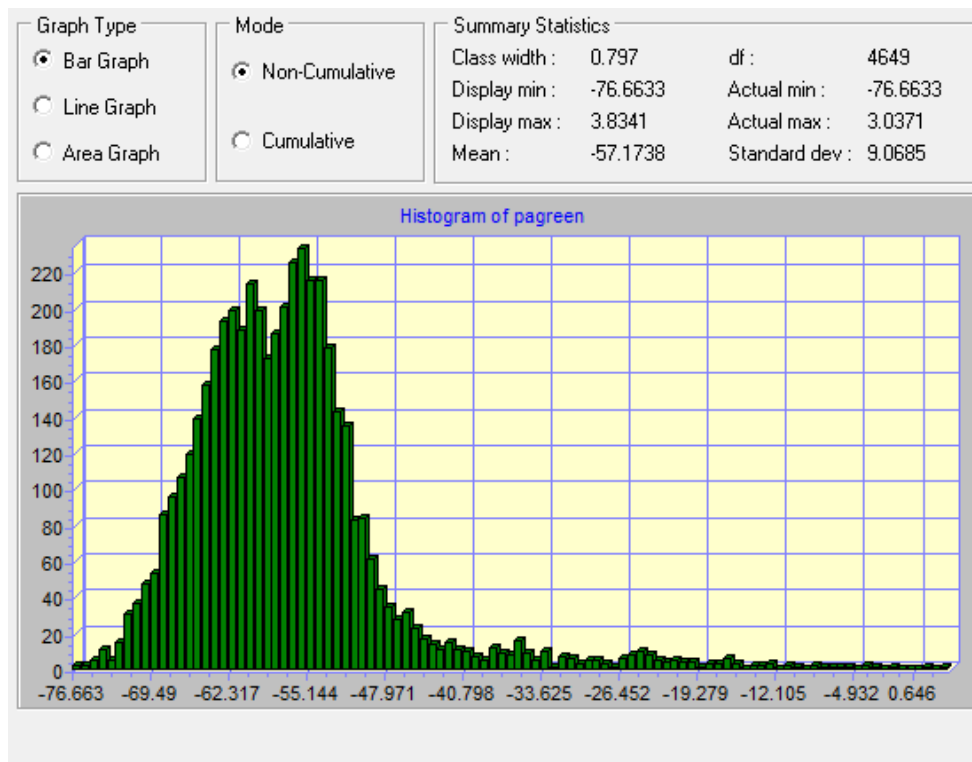 Graph Type
Bar Graph
Line Graph
Area Graph
Mode
Non-Cumulative
Cumulative
Summary Statistics
Class width : 0.797 df : 4649
Display min : -76.6633 Actual min : -76.6633
Display max : 3.8341 Actual max : 3.0371
Mean : -57.1738 Standard dev : 9.0685
Histogram of pagreen
220
200
180
160
140
120
100
80
60
40
20
0
-76.663 -69.49 -62.317 -55.144 -47.971 -40.798 -33.625 -26.452 -19.279 -12.105 -4.932 0.646